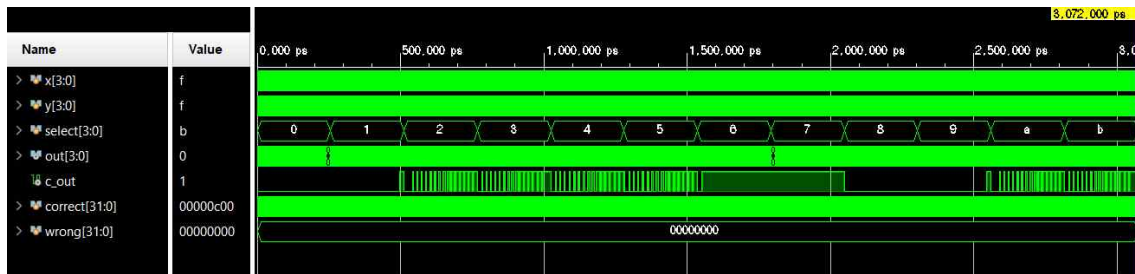 3,072,000 ps
Name Value 0,000 ps 500,000 ps 1,000,000 ps 1,500,000 ps 2,000,000 ps 2,500,000 ps 3,0
> x[3:0] f
> y[3:0] f
> select[3:0] b 0 1 2 3 4 5 6 7 8 9 a b
> out[3:0] 0
c_out 1
> correct[31:0] 00000c00
> wrong[31:0] 00000000 00000000